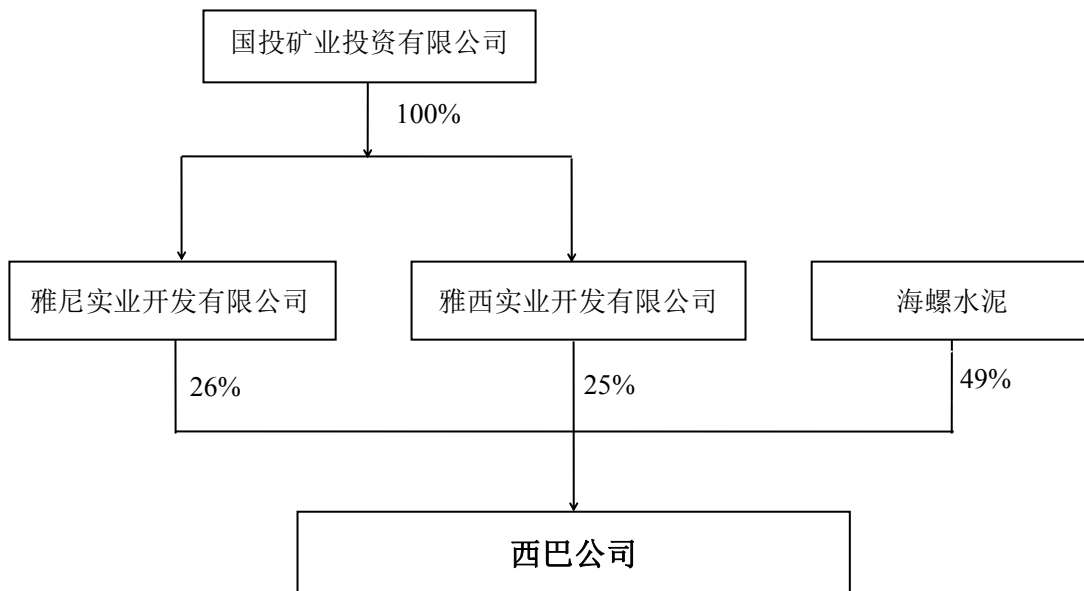 国投矿业投资有限公司
100%
雅尼实业开发有限公司
雅西实业开发有限公司
海螺水泥
26%
25%
49%
西巴公司